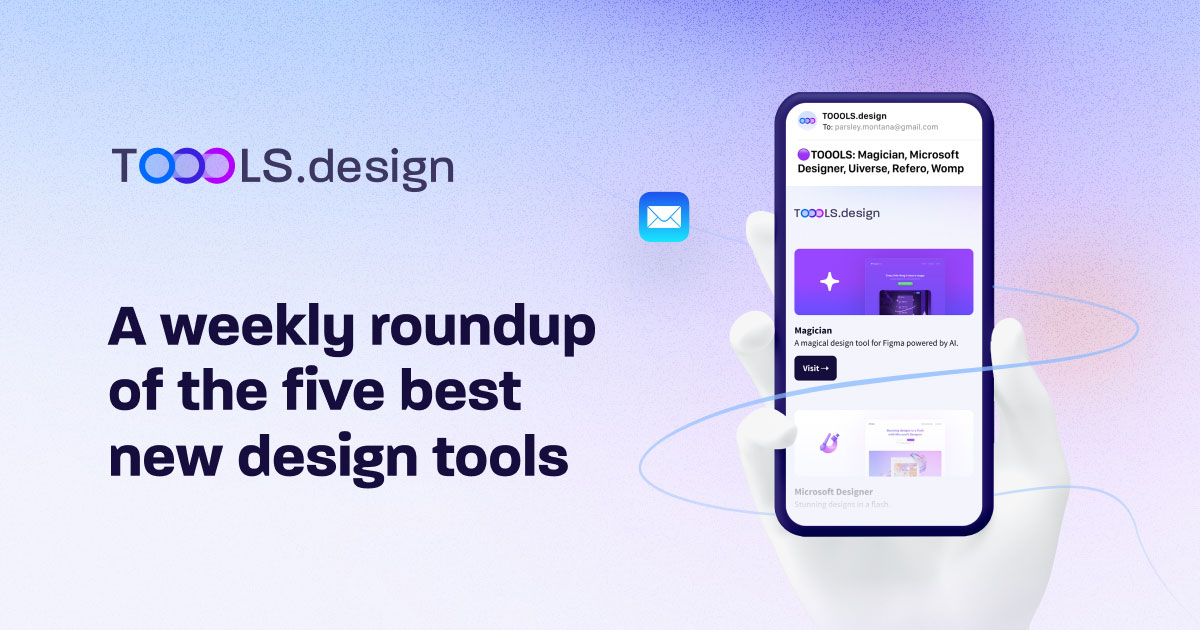 TOOOLS.design
A weekly roundup
of the five best
new design tools
TOOOLS.design
To: parsley.montana@gmail.com
🟣TOOOLS: Magician, Microsoft
Designer, Uiverse, Refero, Womp
TOOOLS.design
Magician
A magical design tool for Figma powered by AI.
Visit →
Microsoft Designer
Stunning designs in a flash.